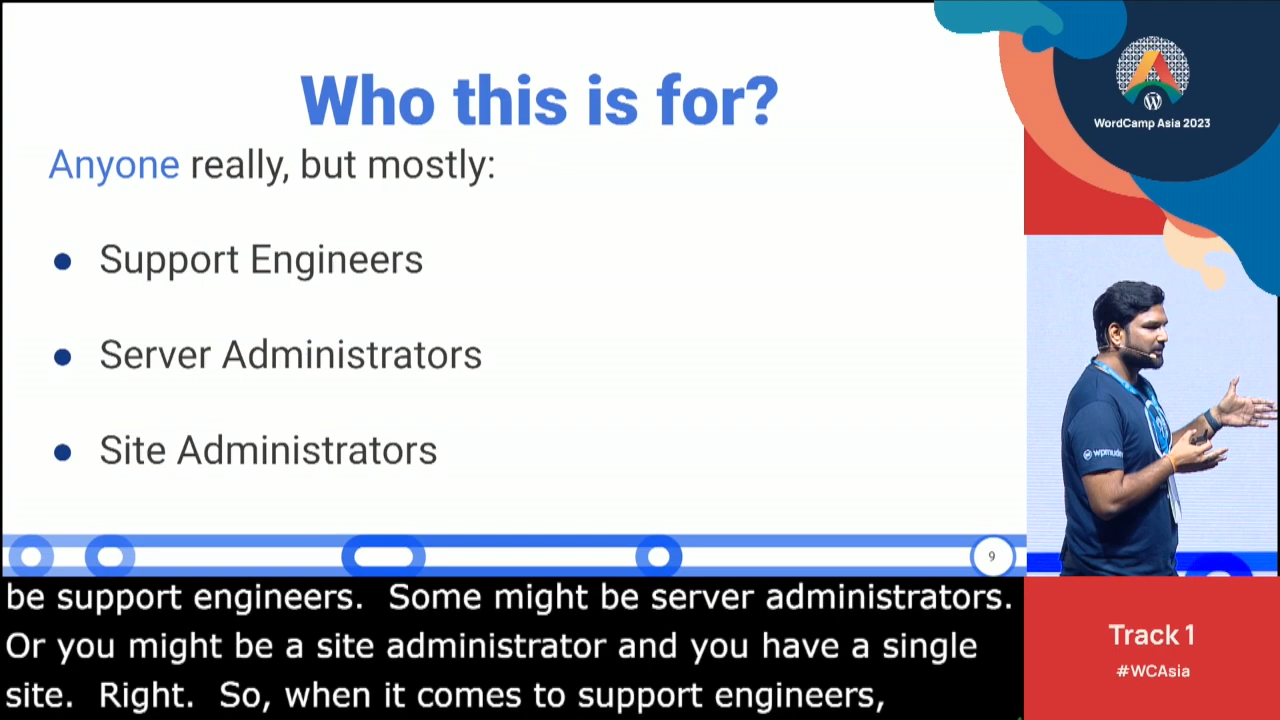 Who this is for?
Anyone really, but mostly:
● Support Engineers
● Server Administrators
● Site Administrators
9
be support engineers.  Some might be server administrators.
Or you might be a site administrator and you have a single
site.  Right.  So, when it comes to support engineers,
WordCamp Asia 2023
Track 1
#WCAsia